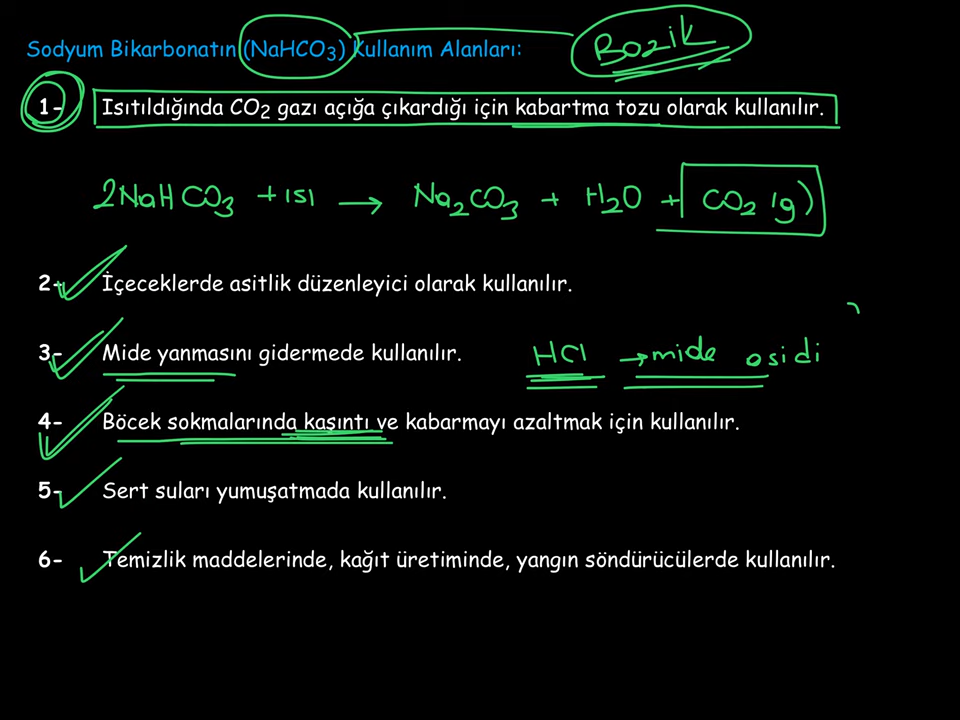 Sodyum Bikarbonatın (NaHCO3) Kullanım Alanları: Bazik
1- Isıtıldığında CO2 gazı açığa çıkardığı için kabartma tozu olarak kullanılır.
2NaHCO3 + ısı → Na2CO3 + H2O + CO2 (g)
2- İçeceklerde asitlik düzenleyici olarak kullanılır.
3- Mide yanmasını gidermede kullanılır. HCl → mide asidi
4- Böcek sokmalarında kaşıntı ve kabarmayı azaltmak için kullanılır.
5- Sert suları yumuşatmada kullanılır.
6- Temizlik maddelerinde, kağıt üretiminde, yangın söndürücülerde kullanılır.